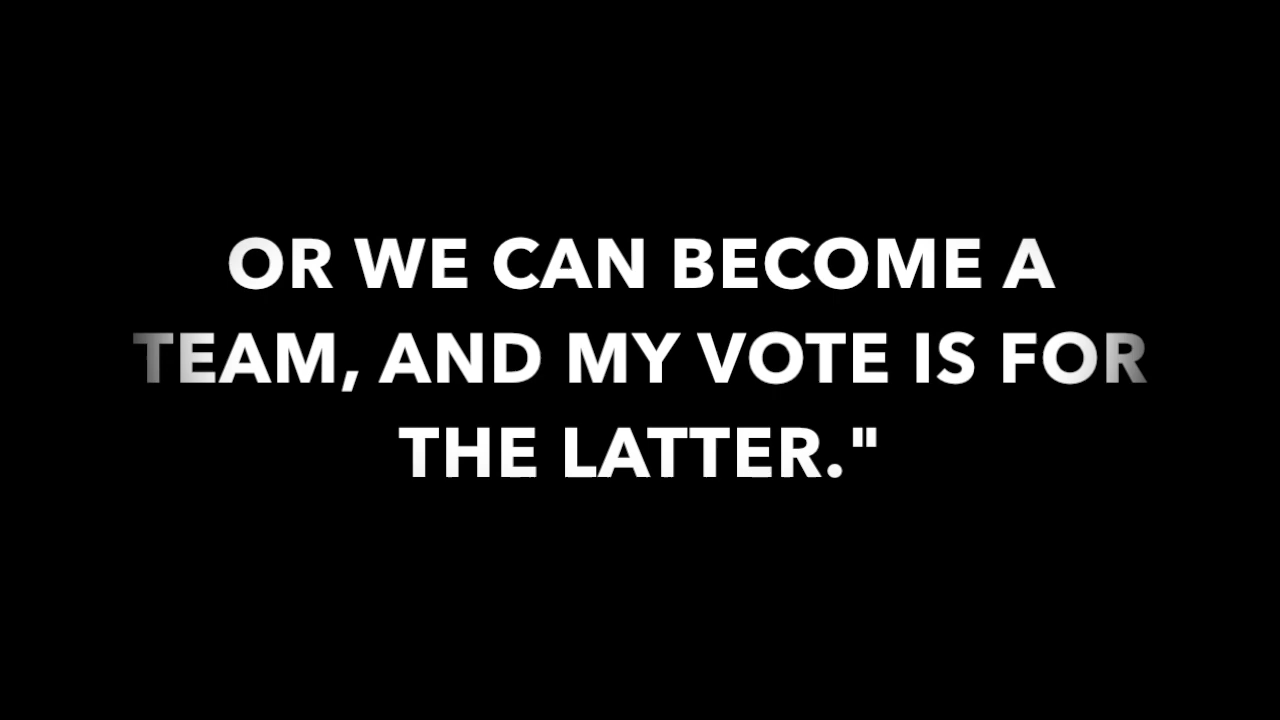 OR WE CAN BECOME A
TEAM, AND MY VOTE IS FOR
THE LATTER."